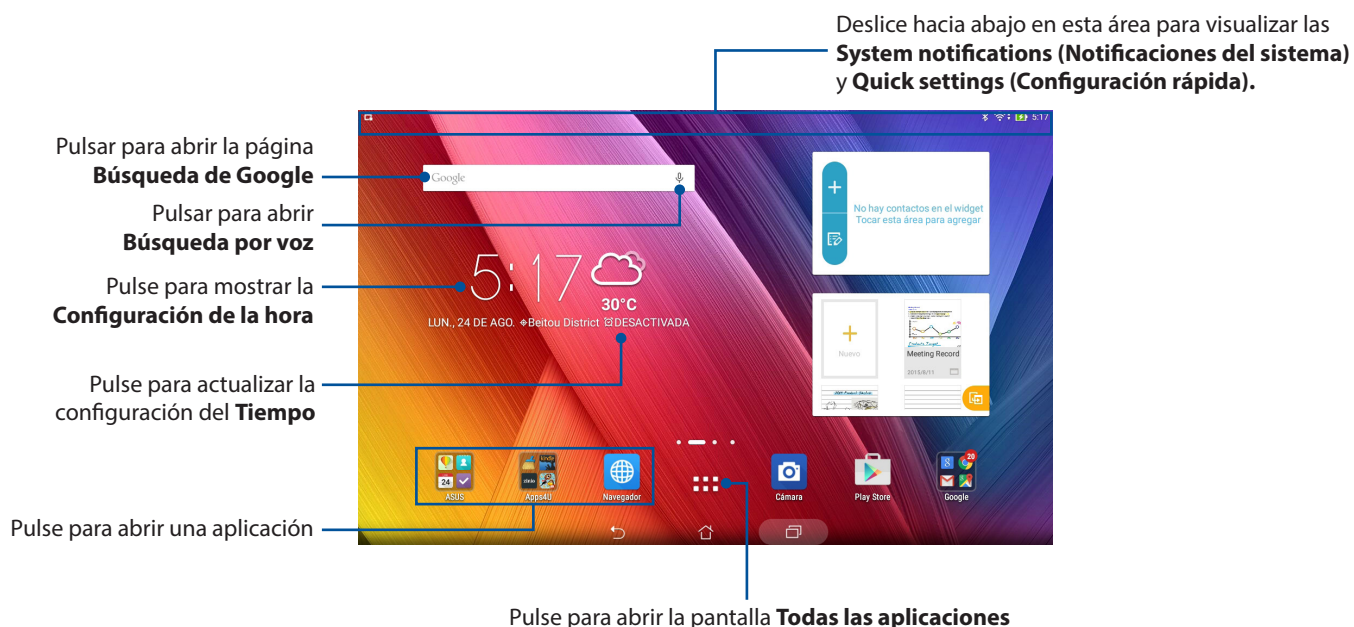 Deslice hacia abajo en esta área para visualizar las
System notifications (Notificaciones del sistema)
y Quick settings (Configuración rápida).
5:17
Pulsar para abrir la página
Búsqueda de Google
Google
Pulsar para abrir
Búsqueda por voz
No hay contactos en el widget
Tocar esta área para agregar
Pulse para mostrar la
Configuración de la hora
5:17
30°C
LUN., 24 DE AGO. Beitou District DESACTIVADA
Nuevo
Meeting Record
2015/8/11
Pulse para actualizar la
configuración del Tiempo
24
kindle
zinio
20
ASUS Apps4U Navegador Cámara Play Store Google
Pulse para abrir una aplicación
Pulse para abrir la pantalla Todas las aplicaciones